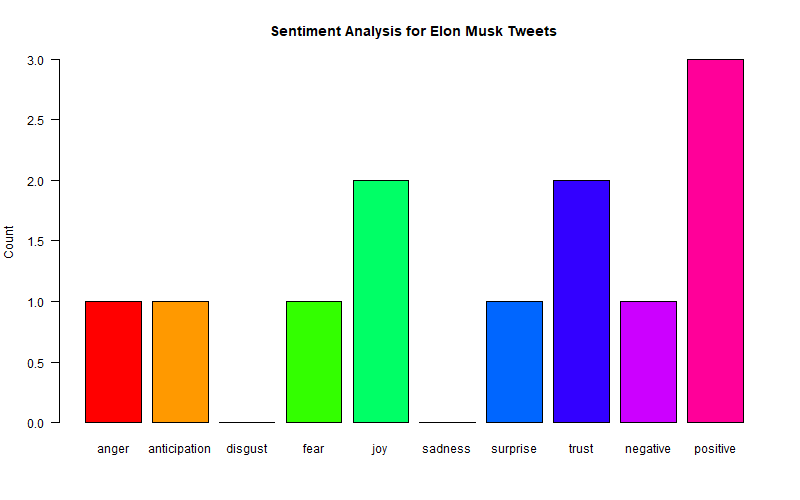 Sentiment Analysis for Elon Musk Tweets
Count
3.0
2.5
2.0
1.5
1.0
0.5
0.0
anger anticipation disgust fear joy sadness surprise trust negative positive